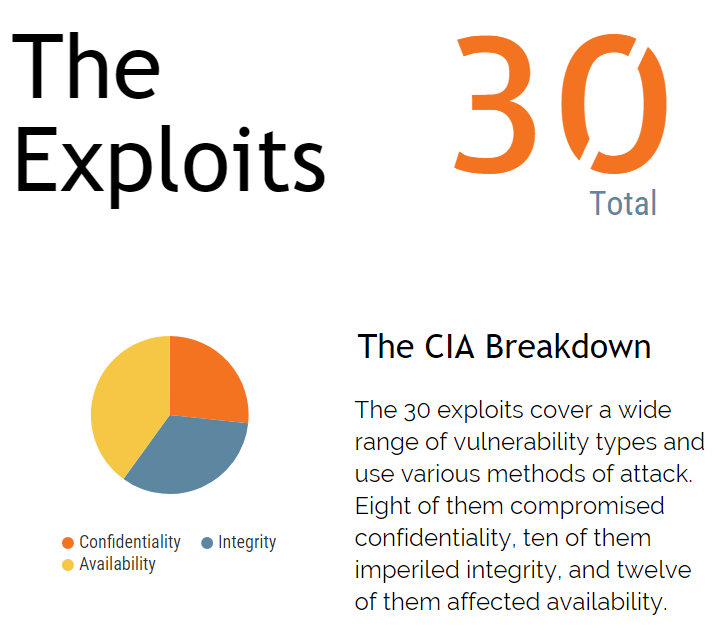 The
Exploits
30
Total
The CIA Breakdown
The 30 exploits cover a wide
range of vulnerability types and
use various methods of attack.
Eight of them compromised
confidentiality, ten of them
imperiled integrity, and twelve
of them affected availability.
Confidentiality
Integrity
Availability